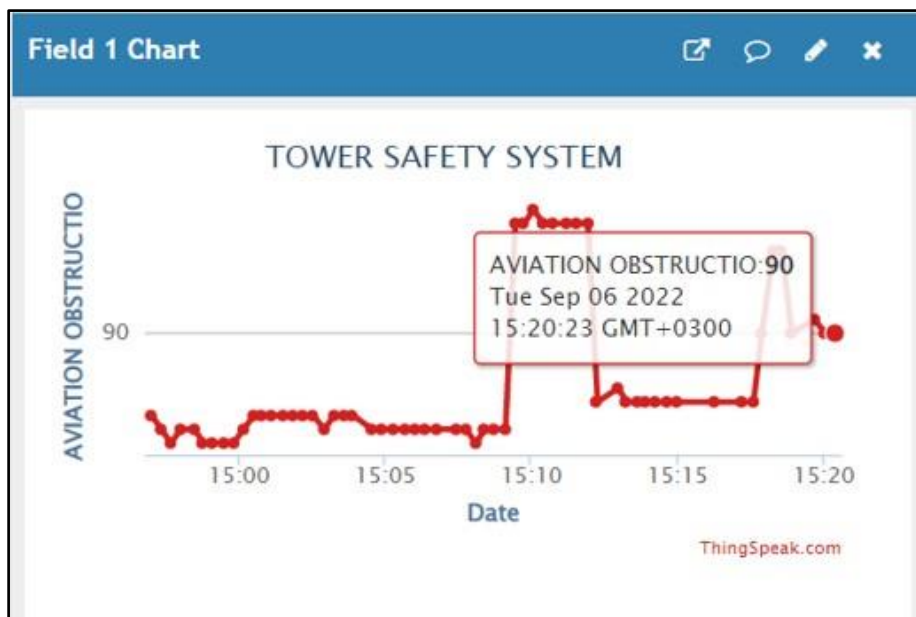 Field 1 Chart
TOWER SAFETY SYSTEM
AVIATION OBSTRUCTIO
90
AVIATION OBSTRUCTIO:90
Tue Sep 06 2022
15:20:23 GMT+0300
15:00 15:05 15:10 15:15 15:20
Date
ThingSpeak.com